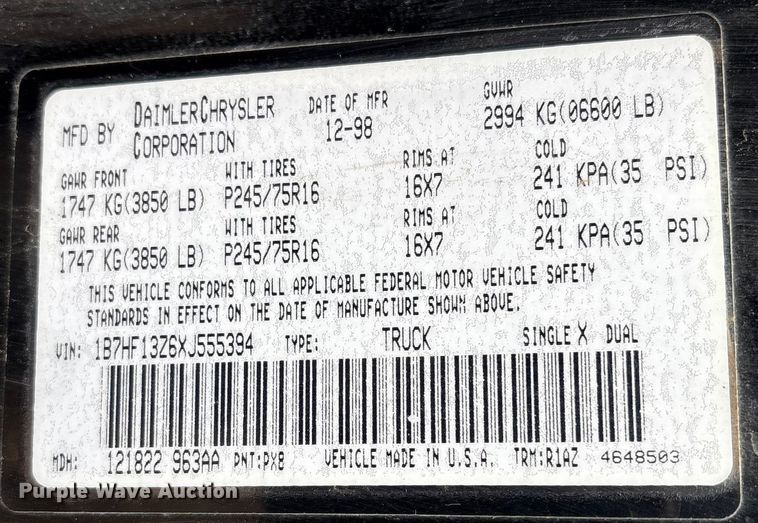 MFD BY DAIMLERCHRYSLER CORPORATION DATE OF MFR 12-98 GVWR 2994 KG(06600 LB)
GAWR FRONT WITH TIRES RIMS AT COLD
1747 KG(3850 LB) P245/75R16 16X7 241 KPA(35 PSI)
GAWR REAR WITH TIRES RIMS AT COLD
1747 KG(3850 LB) P245/75R16 16X7 241 KPA(35 PSI)
THIS VEHICLE CONFORMS TO ALL APPLICABLE FEDERAL MOTOR VEHICLE SAFETY
STANDARDS IN EFFECT ON THE DATE OF MANUFACTURE SHOWN ABOVE.
VIN: 1B7HF13Z6XJ555394 TYPE: TRUCK SINGLE X DUAL
MDH: 121822 963AA PNT:PX8 VEHICLE MADE IN U.S.A. TRM:R1AZ 4648503
Purple Wave Auction